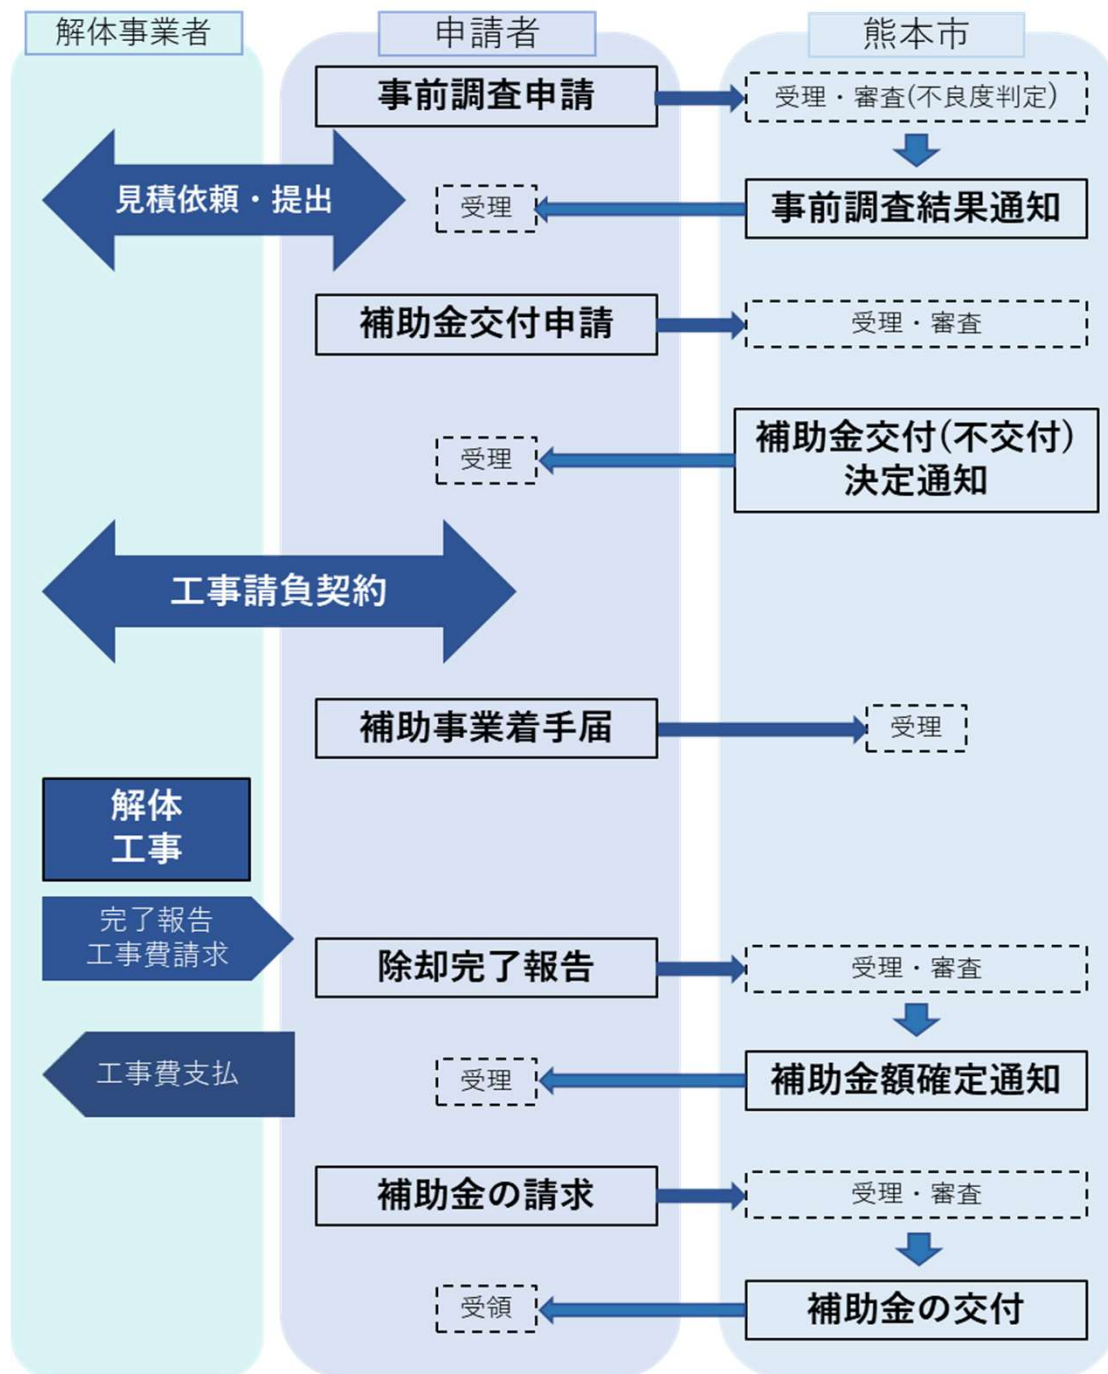 解体事業者
申請者
熊本市
事前調査申請
受理・審査(不良度判定)
見積依頼・提出
受理
事前調査結果通知
補助金交付申請
受理・審査
補助金交付(不交付)
決定通知
受理
工事請負契約
補助事業着手届
受理
解体
工事
完了報告
工事費請求
除却完了報告
受理・審査
工事費支払
受理
補助金額確定通知
補助金の請求
受理・審査
受領
補助金の交付